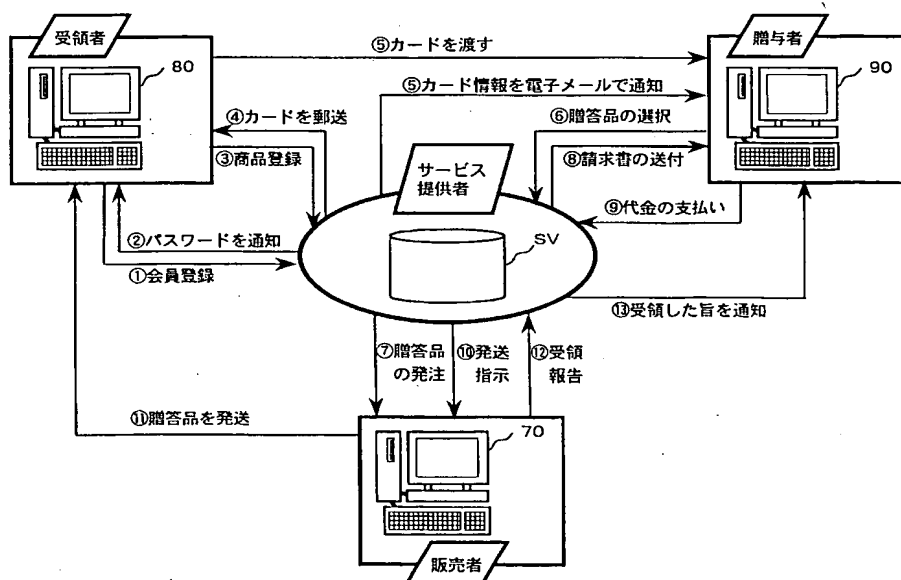 受領者
80
⑤カードを渡す
贈与者
90
⑤カード情報を電子メールで通知
④カードを郵送
③商品登録
⑥贈答品の選択
⑧請求書の送付
サービス
提供者
⑨代金の支払い
②パスワードを通知
①会員登録
SV
⑬受領した旨を通知
⑦贈答品
の発注
⑩発送
指示
⑫受領
報告
⑪贈答品を発送
70
販売者